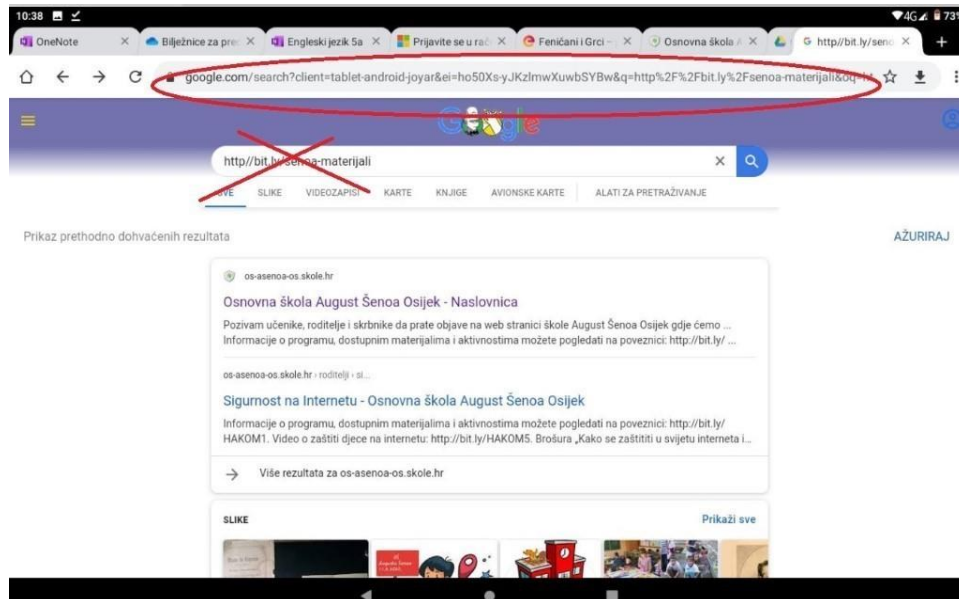 10:38
4G 73%
OneNote
Bilježnice za pre
Engleski jezik 5a
Prijavite se u rač
Feničani i Grci –
Osnovna škola A
http//bit.ly/seno
google.com/search?client=tablet-android-joyar&ei=ho50Xs-yJKzlmwXuwbSYBw&q=http%2F%2Fbit.ly%2Fsenoa-materijali&oq=ht
http//bit.ly/senoa-materijali
SVE SLIKE VIDEOZAPISI KARTE KNJIGE AVIONSKE KARTE ALATI ZA PRETRAŽIVANJE
Prikaz prethodno dohvaćenih rezultata AŽURIRAJ
os-asenoa-os.skole.hr
Osnovna škola August Šenoa Osijek - Naslovnica
Pozivam učenike, roditelje i skrbnike da prate objave na web stranici škole August Šenoa Osijek gdje ćemo ...
Informacije o programu, dostupnim materijalima i aktivnostima možete pogledati na poveznici: http://bit.ly/ ...
os-asenoa-os.skole.hr › roditelji › si...
Sigurnost na Internetu - Osnovna škola August Šenoa Osijek
Informacije o programu, dostupnim materijalima i aktivnostima možete pogledati na poveznici: http://bit.ly/
HAKOM1. Video o zaštiti djece na internetu: http://bit.ly/HAKOM5. Brošura „Kako se zaštititi u svijetu interneta i...
Više rezultata za os-asenoa-os.skole.hr
SLIKE Prikaži sve